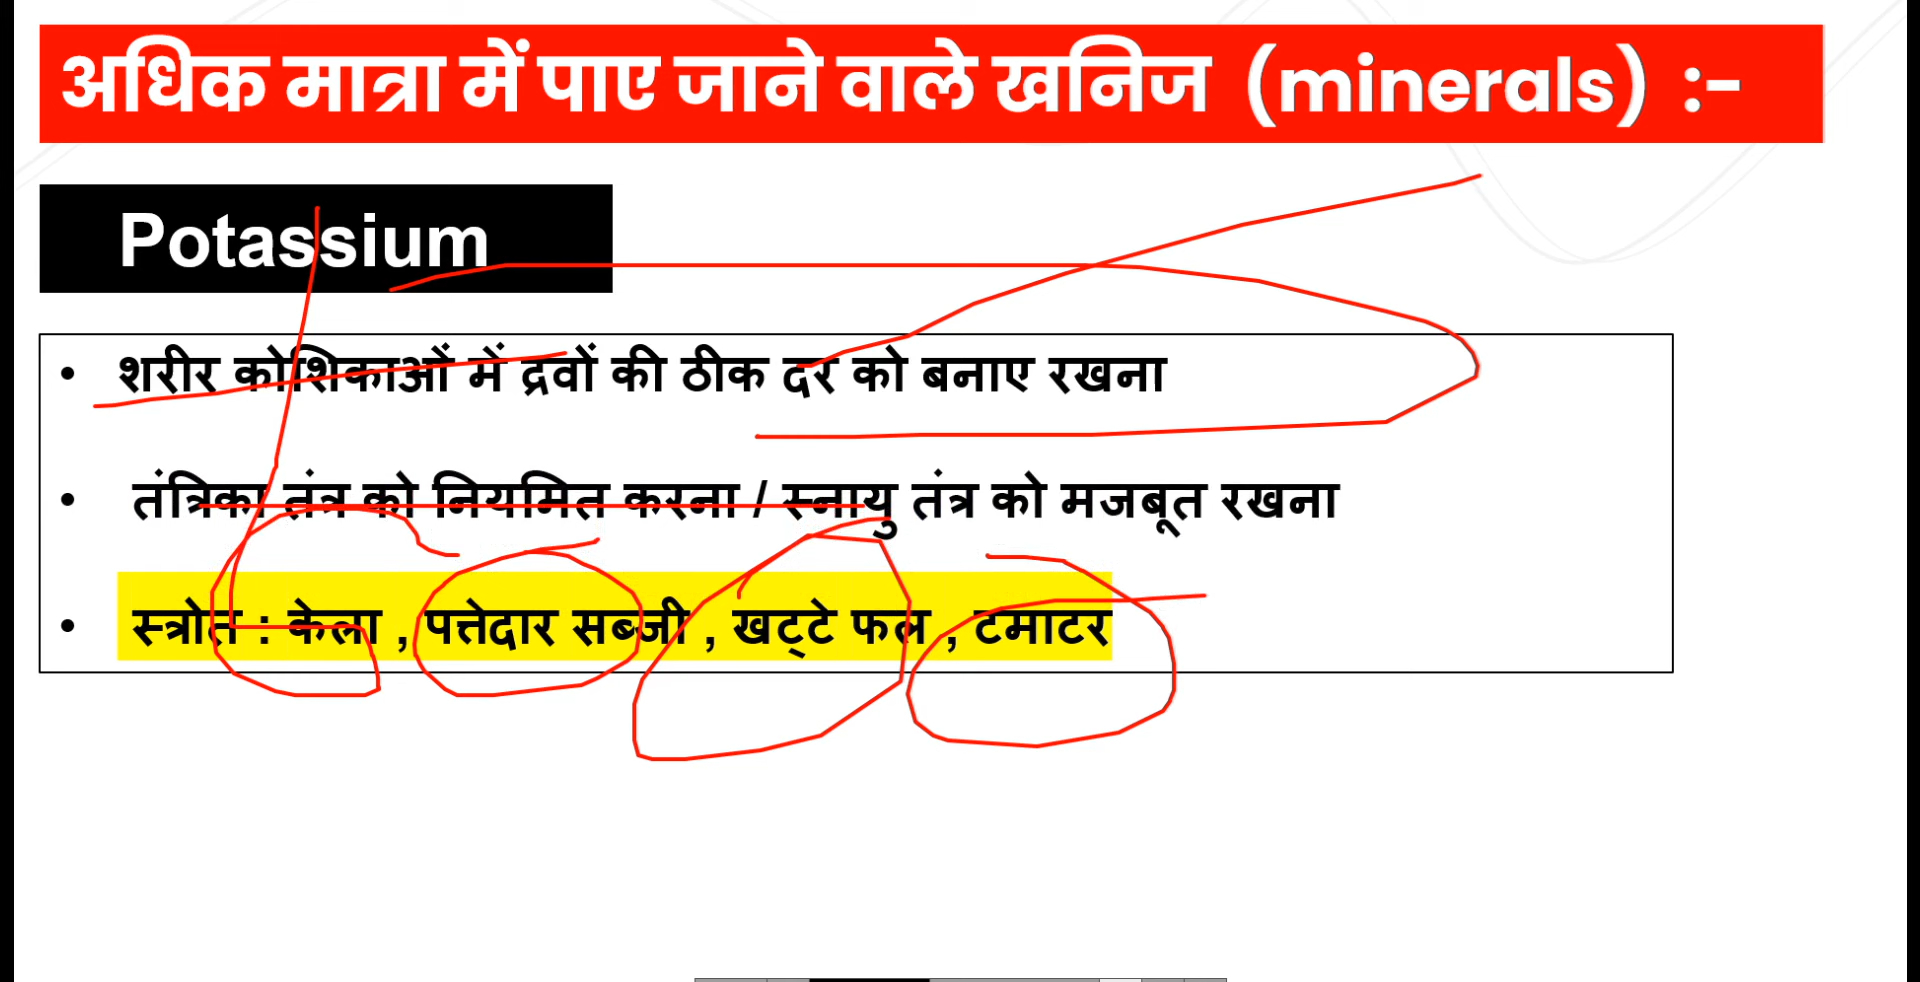 अधिक मात्रा में पाए जाने वाले खनिज (minerals) :-
Potassium
• शरीर कोशिकाओं में द्रवों की ठीक दर को बनाए रखना
• तंत्रिका तंत्र को नियमित करना / स्नायु तंत्र को मजबूत रखना
• स्त्रोत : केला , पत्तेदार सब्जी , खट्टे फल , टमाटर